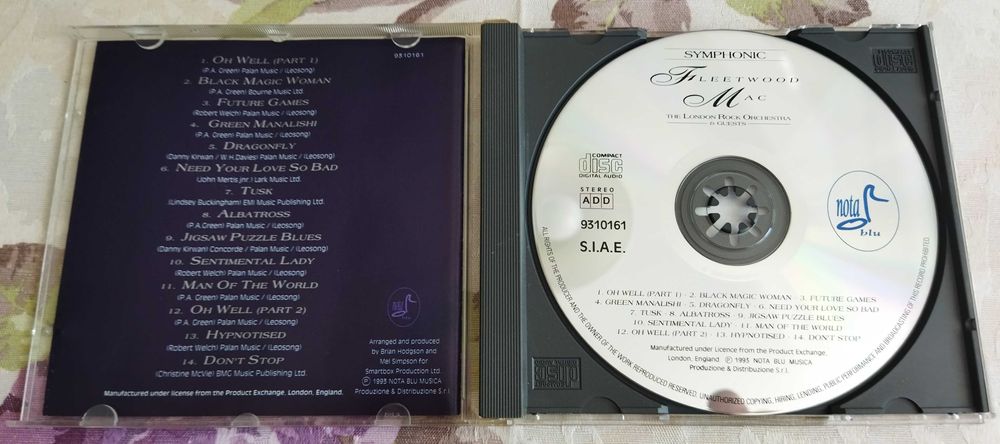 9310161
1. OH WELL (PART 1)
(P.A. Green) Palan Music / (Leosong)
2. BLACK MAGIC WOMAN
(P.A. Green) Bourne Music Ltd.
3. FUTURE GAMES
(Robert Welch) Palan Music / (Leosong)
4. GREEN MANALISHI
(P.A. Green) Palan Music / (Leosong)
5. DRAGONFLY
(Danny Kirwan / W.H.Davies) Palan Music / (Leosong)
6. NEED YOUR LOVE SO BAD
(John Mertis jnr.) Lark Music Ltd.
7. TUSK
(Lindsey Buckingham) EMI Music Publishing Ltd.
8. ALBATROSS
(P.A.Green) Palan Music / (Leosong)
9. JIGSAW PUZZLE BLUES
(Danny Kirwan) Concorde / Palan Music / (Leosong)
10. SENTIMENTAL LADY
(Robert Welch) Palan Music / (Leosong)
11. MAN OF THE WORLD
(P.A. Green) Palan Music / (Leosong)
12. OH WELL (PART 2)
(P.A. Green) Palan Music / (Leosong)
13. HYPNOTISED
(Robert Welch) Palan Music / (Leosong)
14. DON'T STOP
(Christine McVie) BMG Music Publishing Ltd.
Arranged and produced
by Brian Hodgson and
Mel Simpson for
Smartbox Production Ltd.
Ⓟ 1993 NOTA BLU MUSICA
Produzione & Distribuzione S.r.l.
Manufactured under license from the Product Exchange, London, England.
COMPACT
disc
DIGITAL AUDIO
SYMPHONIC
FLEETWOOD
MAC
THE LONDON ROCK ORCHESTRA
& GUESTS
COMPACT
disc
DIGITAL AUDIO
STEREO
ADD
9310161
S.I.A.E.
nota
blu
1. OH WELL (PART 1) · 2. BLACK MAGIC WOMAN · 3. FUTURE GAMES
4. GREEN MANALISHI · 5. DRAGONFLY · 6. NEED YOUR LOVE SO BAD
7. TUSK · 8. ALBATROSS · 9. JIGSAW PUZZLE BLUES
10. SENTIMENTAL LADY · 11. MAN OF THE WORLD
12. OH WELL (PART 2) · 13. HYPNOTISED · 14. DON'T STOP
Manufactured under licence from the Product Exchange,
London, England.
Ⓟ 1993 NOTA BLU MUSICA
Produzione & Distribuzione S.r.l.
ALL RIGHTS OF THE PRODUCER AND THE OWNER OF THE WORK REPRODUCED RESERVED. UNAUTHORIZED COPYING, HIRING, LENDING, PUBLIC PERFORMANCE AND BROADCASTING OF THIS RECORD PROHIBITED